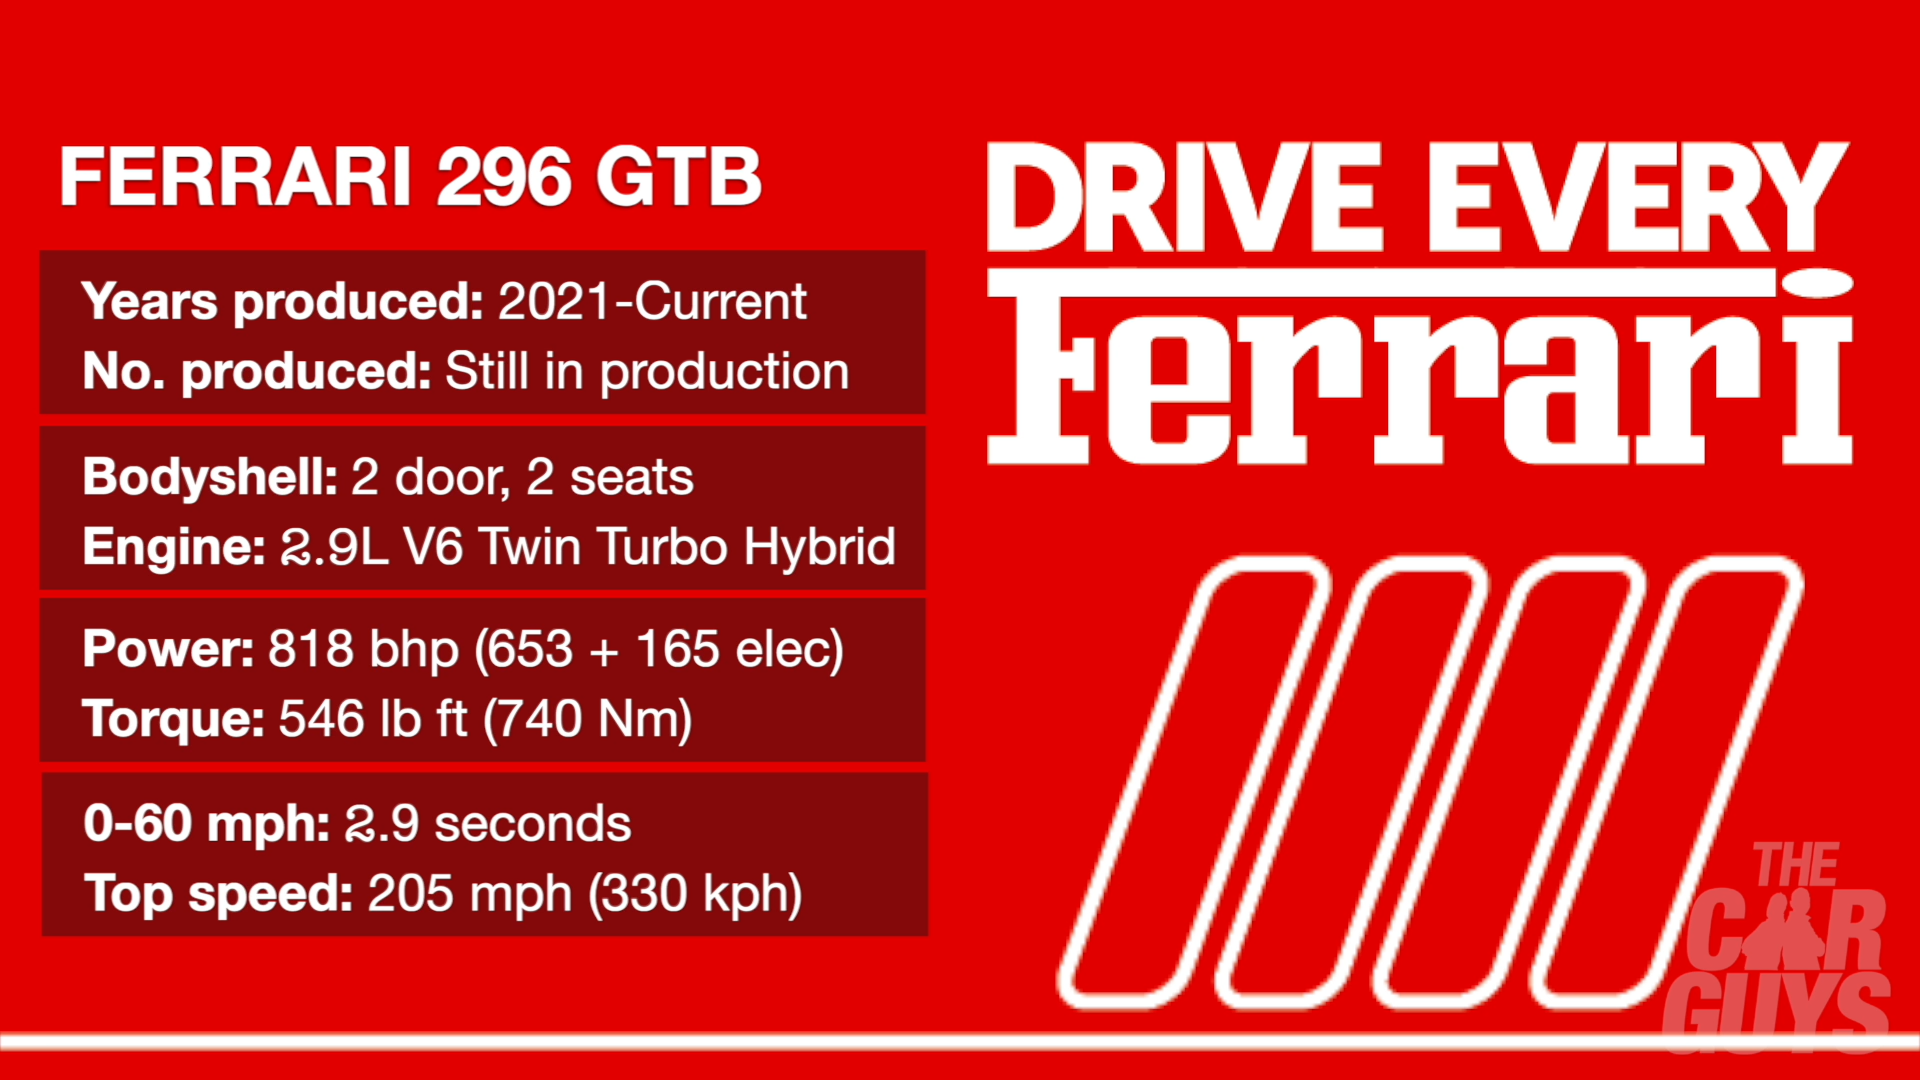 FERRARI 296 GTB
Years produced: 2021-Current
No. produced: Still in production
Bodyshell: 2 door, 2 seats
Engine: 2.9L V6 Twin Turbo Hybrid
Power: 818 bhp (653 + 165 elec)
Torque: 546 lb ft (740 Nm)
0-60 mph: 2.9 seconds
Top speed: 205 mph (330 kph)
DRIVE EVERY
Ferrari
THE
CAR
GUYS